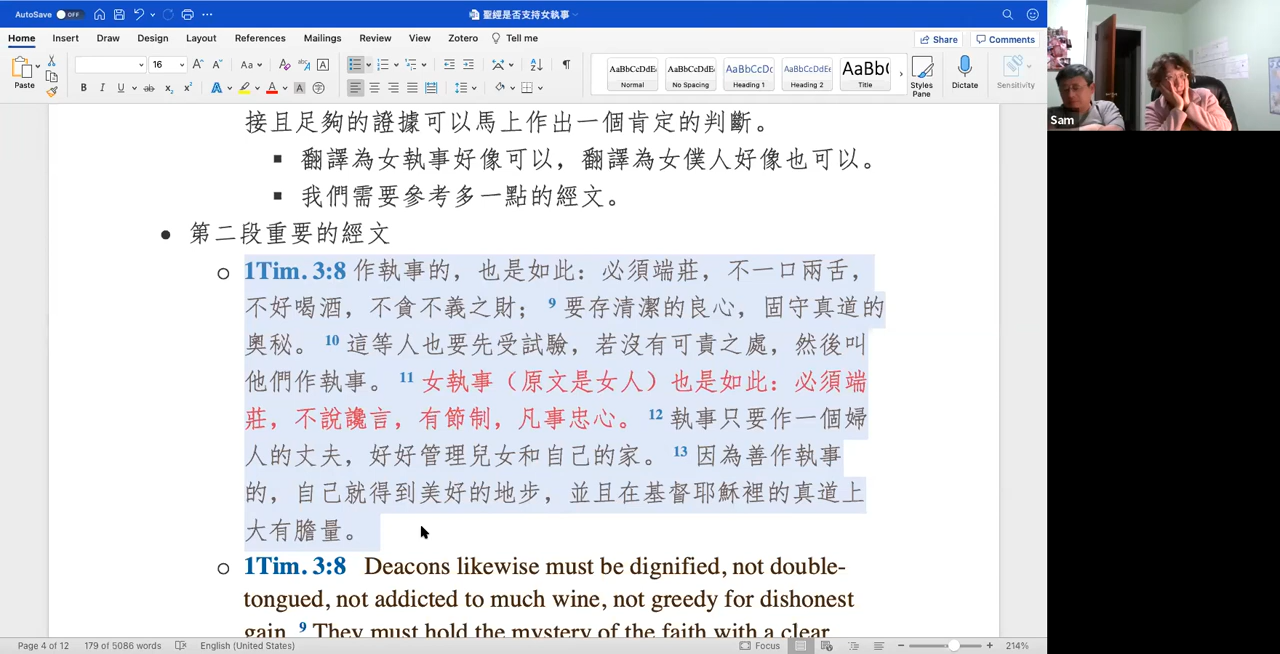 AutoSave OFF
聖經是否支持女執事
Home Insert Draw Design Layout References Mailings Review View Zotero Tell me
Share Comments
Paste
16
Aa
B I U ab x₂ x² A A A
AaBbCcDdEe AaBbCcDdEe AaBbCcDc AaBbCcDdEe AaBb(
Normal No Spacing Heading 1 Heading 2 Title
Styles Pane
Dictate
Sensitivity
Sam
接且足夠的證據可以馬上作出一個肯定的判斷。
▪ 翻譯為女執事好像可以，翻譯為女僕人好像也可以。
▪ 我們需要參考多一點的經文。
● 第二段重要的經文
○ 1Tim. 3:8 作執事的，也是如此：必須端莊，不一口兩舌，
不好喝酒，不貪不義之財； 9 要存清潔的良心，固守真道的
奧秘。 10 這等人也要先受試驗，若沒有可責之處，然後叫
他們作執事。 11 女執事（原文是女人）也是如此：必須端
莊，不說讒言，有節制，凡事忠心。 12 執事只要作一個婦
人的丈夫，好好管理兒女和自己的家。 13 因為善作執事
的，自己就得到美好的地步，並且在基督耶穌裡的真道上
大有膽量。
○ 1Tim. 3:8 Deacons likewise must be dignified, not double-
tongued, not addicted to much wine, not greedy for dishonest
gain. 9 They must hold the mystery of the faith with a clear
Page 4 of 12 179 of 5086 words English (United States) Focus 214%